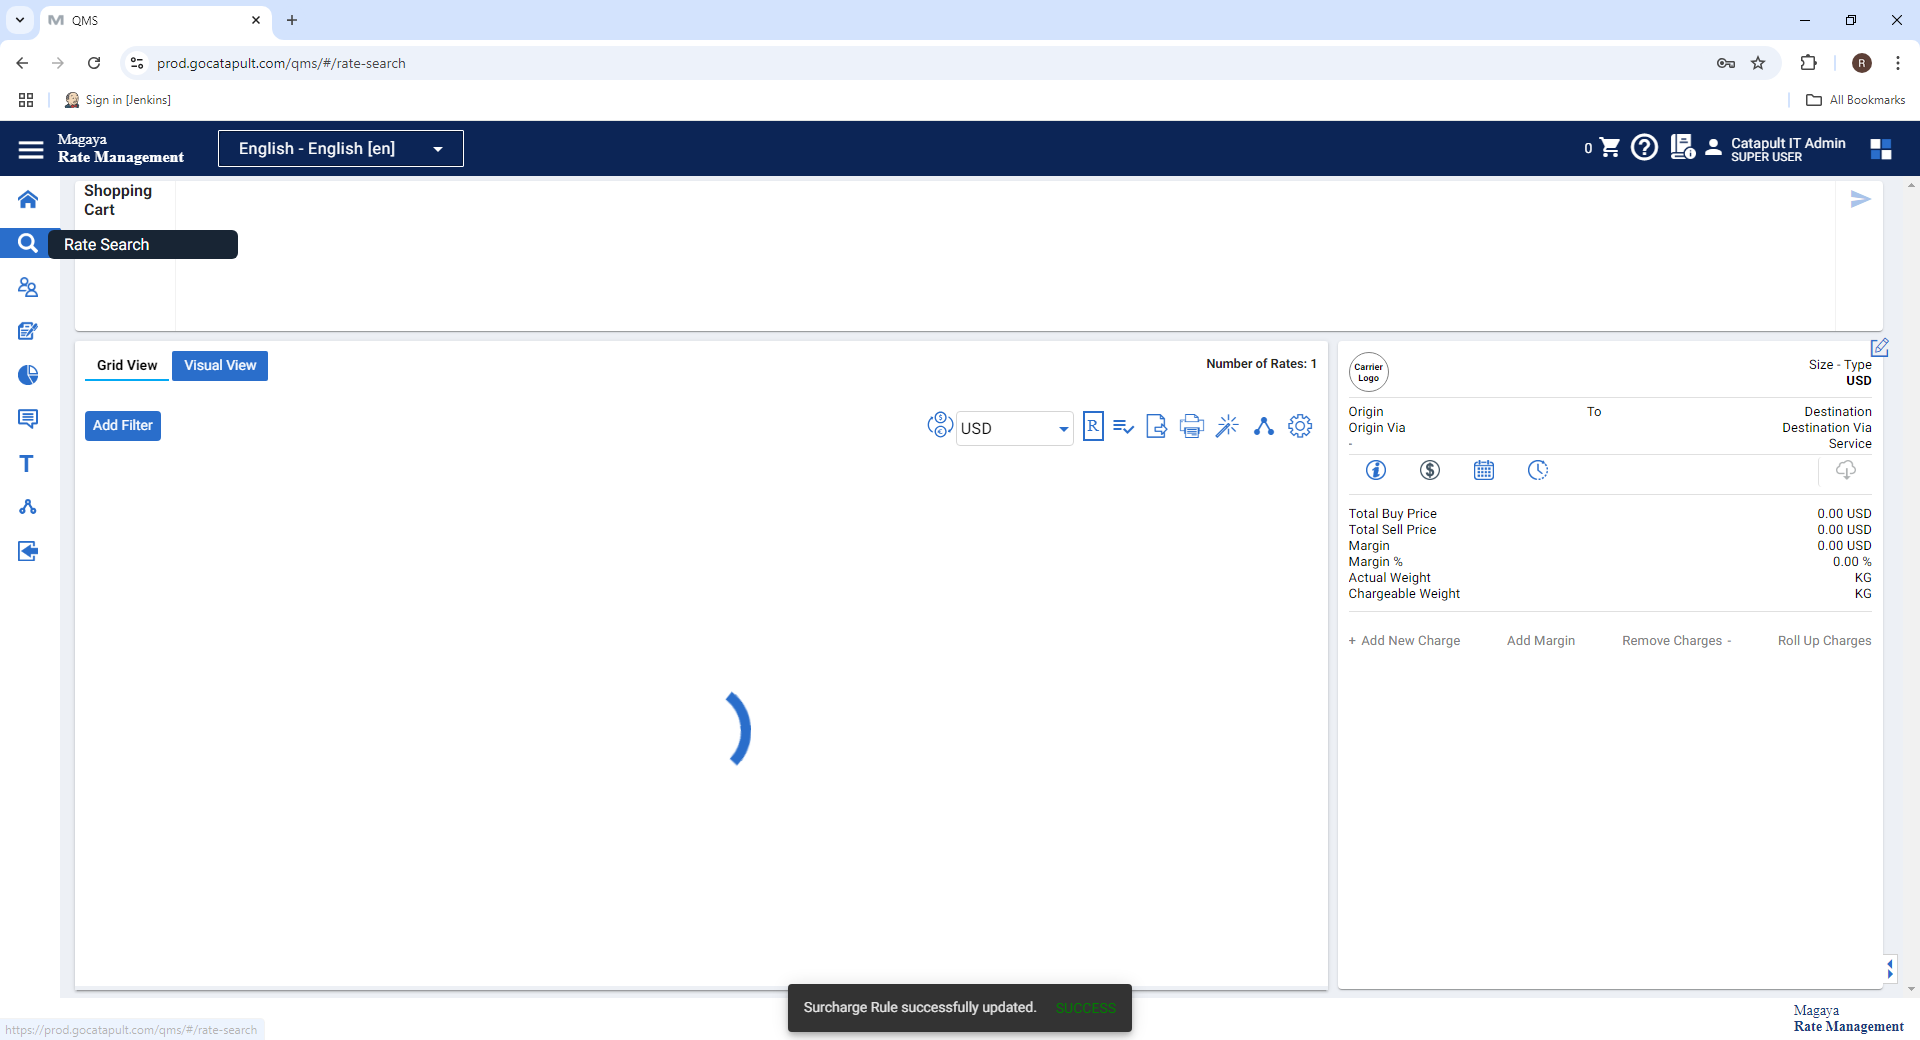 QMS
prod.gocatapult.com/qms/#/rate-search
R
Sign in [Jenkins]
All Bookmarks
Magaya
Rate Management
English - English [en]
0
Catapult IT Admin
SUPER USER
Shopping
Cart
Rate Search
Grid View
Visual View
Number of Rates: 1
Add Filter
USD
R
Carrier
Logo
Size - Type
USD
Origin
To
Destination
Origin Via
Destination Via
-
Service
Total Buy Price
0.00 USD
Total Sell Price
0.00 USD
Margin
0.00 USD
Margin %
0.00 %
Actual Weight
KG
Chargeable Weight
KG
+ Add New Charge
Add Margin
Remove Charges -
Roll Up Charges
T
Surcharge Rule successfully updated.
SUCCESS
https://prod.gocatapult.com/qms/#/rate-search
Magaya
Rate Management